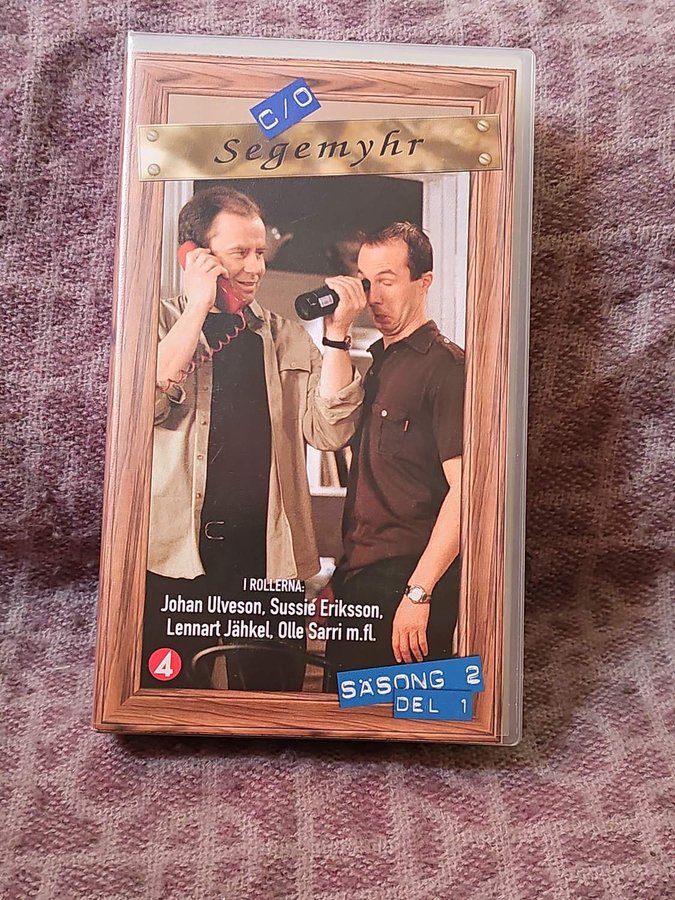 C/O
Segemyhr
I ROLLERNA:
Johan Ulveson, Sussie Eriksson,
Lennart Jähkel, Olle Sarri m.fl.
4
SÄSONG 2
DEL 1